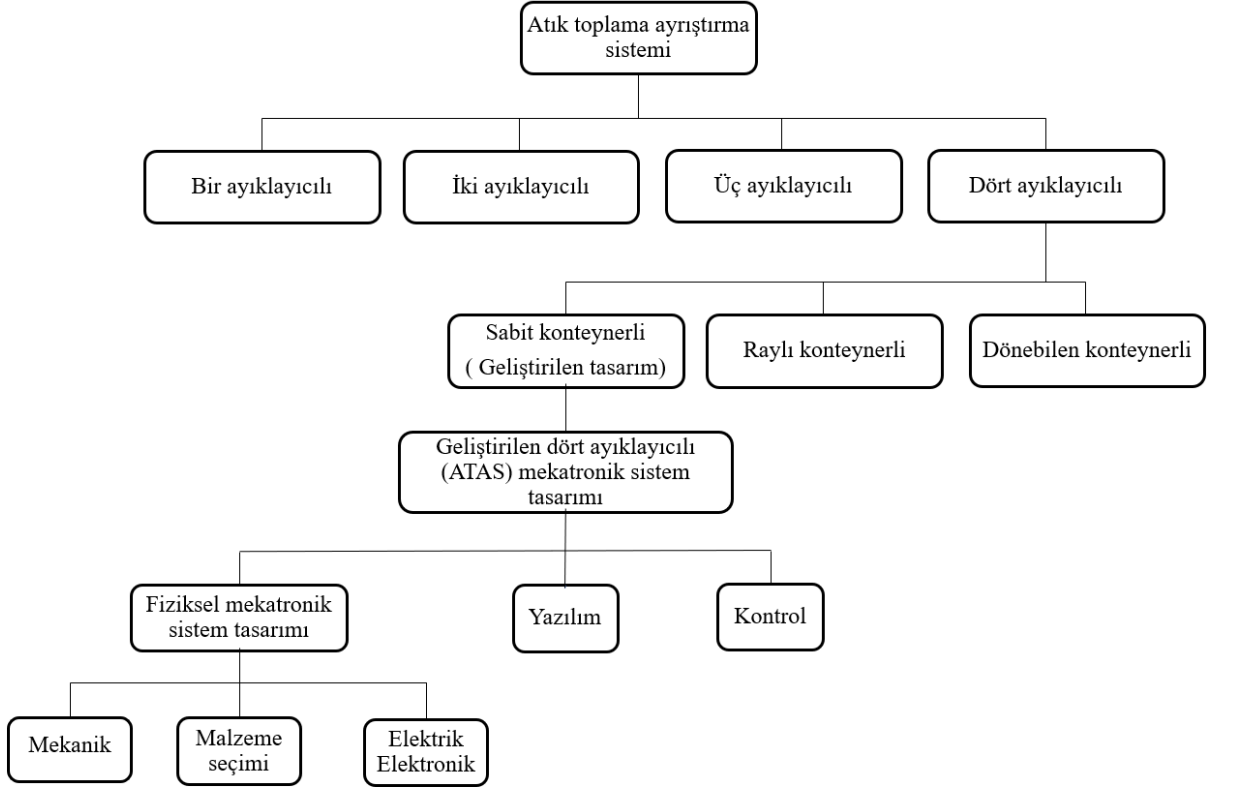 Atık toplama ayrıştırma
sistemi
Bir ayıklayıcılı
İki ayıklayıcılı
Üç ayıklayıcılı
Dört ayıklayıcılı
Sabit konteynerli
( Geliştirilen tasarım)
Raylı konteynerli
Dönebilen konteynerli
Geliştirilen dört ayıklayıcılı
(ATAS) mekatronik sistem
tasarımı
Fiziksel mekatronik
sistem tasarımı
Yazılım
Kontrol
Mekanik
Malzeme
seçimi
Elektrik
Elektronik